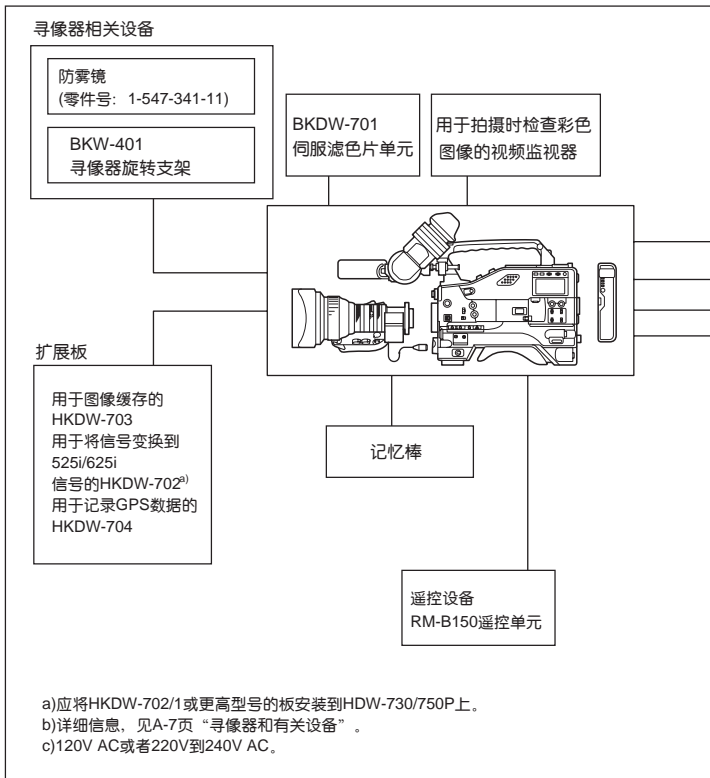 寻像器相关设备
防雾镜
(零件号: 1-547-341-11)
BKW-401
寻像器旋转支架
BKDW-701
伺服滤色片单元
用于拍摄时检查彩色
图像的视频监视器
扩展板
用于图像缓存的
HKDW-703
用于将信号变换到
525i/625i
信号的HKDW-702a)
用于记录GPS数据的
HKDW-704
记忆棒
遥控设备
RM-B150遥控单元
a)应将HKDW-702/1或更高型号的板安装到HDW-730/750P上。
b)详细信息，见A-7页“寻像器和有关设备”。
c)120V AC或者220V到240V AC。